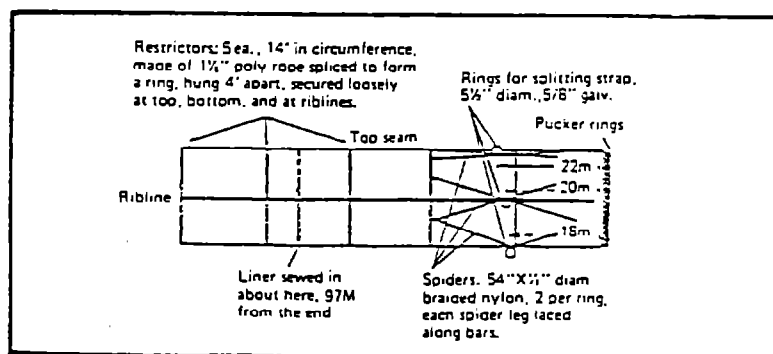 Restrictors: 5 ea., 14' in circumference,
made of 1¼" poly rope spliced to form
a ring, hung 4' apart, secured loosely
at top, bottom, and at riblines.
Rings for splitting strap,
5½" diam., 5/8" galv.
Pucker rings
Top seam
22m
20m
Ribline
18m
Liner sewed in
about here, 97M
from the end
Spiders. 54"X½" diam
braided nylon, 2 per ring,
each spider leg laced
along bars.